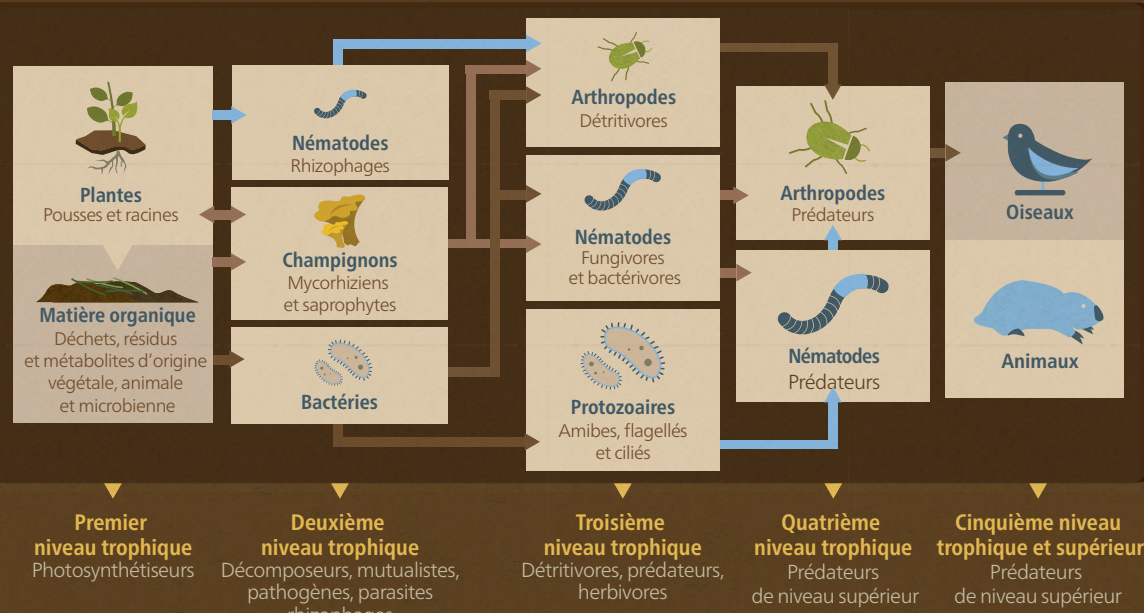 Plantes
Pousses et racines
Matière organique
Déchets, résidus
et métabolites d'origine
végétale, animale
et microbienne
Nématodes
Rhizophages
Champignons
Mycorhiziens
et saprophytes
Bactéries
Arthropodes
Détritivores
Nématodes
Fungivores
et bactérivores
Protozoaires
Amibes, flagellés
et ciliés
Arthropodes
Prédateurs
Nématodes
Prédateurs
Oiseaux
Animaux
Premier
niveau trophique
Photosynthétiseurs
Deuxième
niveau trophique
Décomposeurs, mutualistes,
pathogènes, parasites
rhizophages
Troisième
niveau trophique
Détritivores, prédateurs,
herbivores
Quatrième
niveau trophique
Prédateurs
de niveau supérieur
Cinquième niveau
trophique et supérieur
Prédateurs
de niveau supérieur